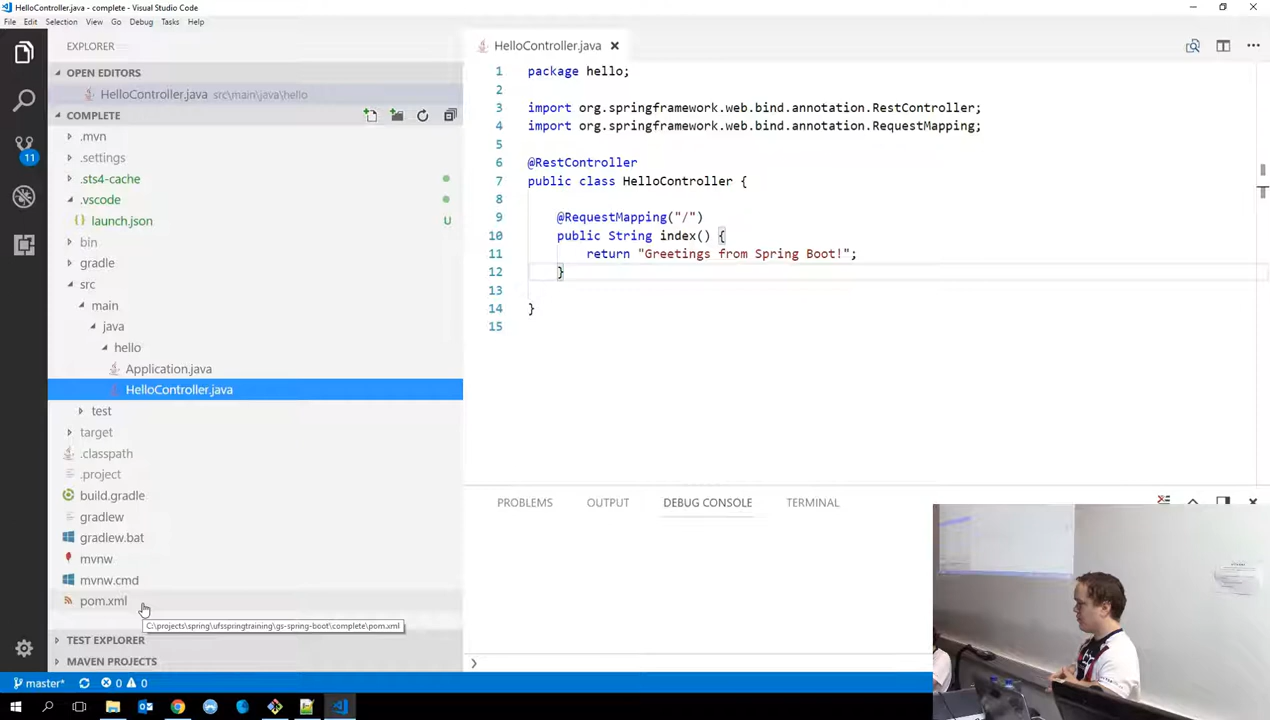 HelloController.java - complete - Visual Studio Code
File Edit Selection View Go Debug Tasks Help
EXPLORER
OPEN EDITORS
HelloController.java src\main\java\hello
COMPLETE
.mvn
.settings
.sts4-cache
.vscode
launch.json U
bin
gradle
src
main
java
hello
Application.java
HelloController.java
test
target
.classpath
.project
build.gradle
gradlew
gradlew.bat
mvnw
mvnw.cmd
pom.xml
C:\projects\spring\ufsspringtraining\gs-spring-boot\complete\pom.xml
TEST EXPLORER
MAVEN PROJECTS
11
HelloController.java
1 package hello;
2
3 import org.springframework.web.bind.annotation.RestController;
4 import org.springframework.web.bind.annotation.RequestMapping;
5
6 @RestController
7 public class HelloController {
8
9 @RequestMapping("/")
10 public String index() {
11 return "Greetings from Spring Boot!";
12 }
13
14 }
15
PROBLEMS OUTPUT DEBUG CONSOLE TERMINAL
master* 0 0